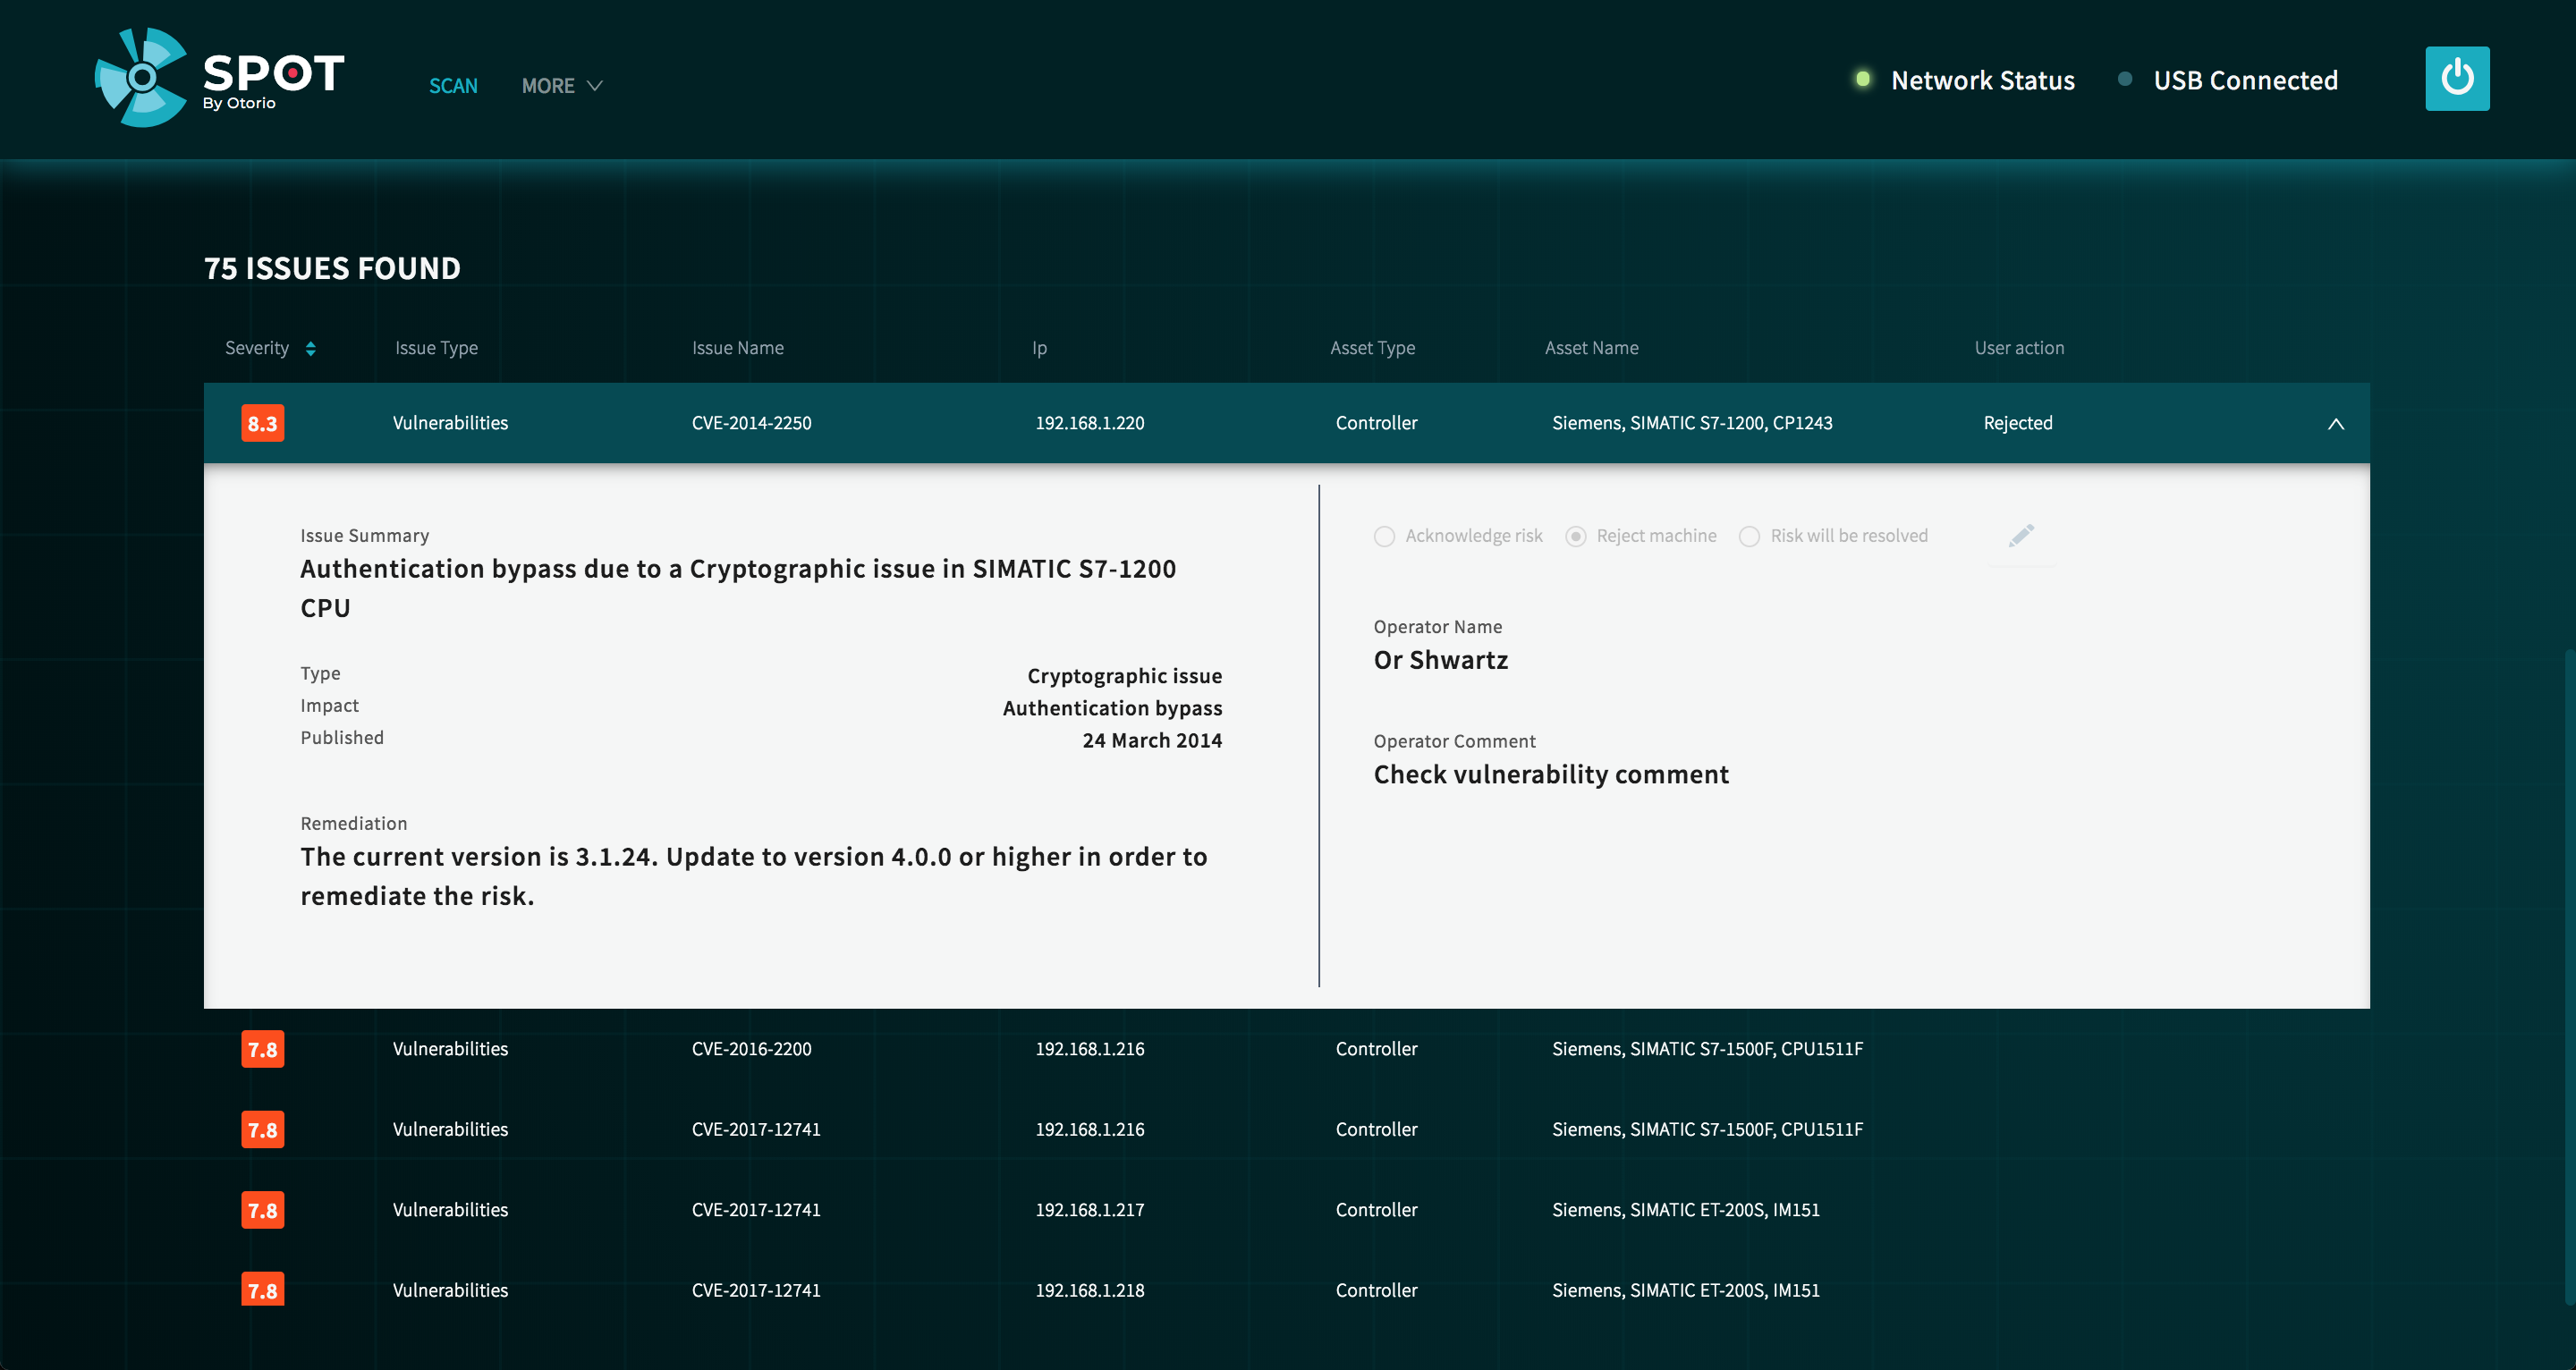 SPOT
By Otorio
SCAN
MORE
Network Status
USB Connected
75 ISSUES FOUND
Severity Issue Type Issue Name Ip Asset Type Asset Name User action
8.3 Vulnerabilities CVE-2014-2250 192.168.1.220 Controller Siemens, SIMATIC S7-1200, CP1243 Rejected
Issue Summary
Authentication bypass due to a Cryptographic issue in SIMATIC S7-1200
CPU
Type Cryptographic issue
Impact Authentication bypass
Published 24 March 2014
Remediation
The current version is 3.1.24. Update to version 4.0.0 or higher in order to
remediate the risk.
Acknowledge risk Reject machine Risk will be resolved
Operator Name
Or Shwartz
Operator Comment
Check vulnerability comment
7.8 Vulnerabilities CVE-2016-2200 192.168.1.216 Controller Siemens, SIMATIC S7-1500F, CPU1511F
7.8 Vulnerabilities CVE-2017-12741 192.168.1.216 Controller Siemens, SIMATIC S7-1500F, CPU1511F
7.8 Vulnerabilities CVE-2017-12741 192.168.1.217 Controller Siemens, SIMATIC ET-200S, IM151
7.8 Vulnerabilities CVE-2017-12741 192.168.1.218 Controller Siemens, SIMATIC ET-200S, IM151